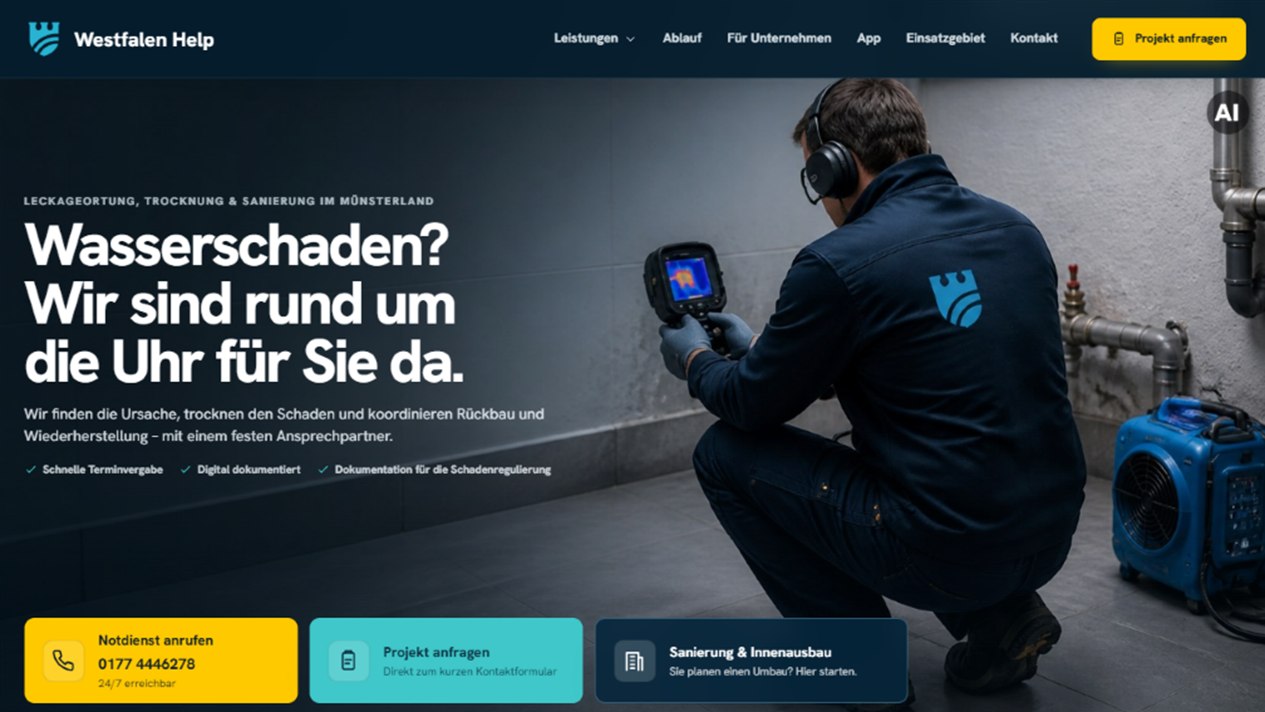 Westfalen Help
Leistungen
Ablauf
Für Unternehmen
App
Einsatzgebiet
Kontakt
Projekt anfragen
AI
LECKAGEORTUNG, TROCKNUNG & SANIERUNG IM MÜNSTERLAND
Wasserschaden?
Wir sind rund um
die Uhr für Sie da.
Wir finden die Ursache, trocknen den Schaden und koordinieren Rückbau und
Wiederherstellung – mit einem festen Ansprechpartner.
Schnelle Terminvergabe
Digital dokumentiert
Dokumentation für die Schadenregulierung
Notdienst anrufen
0177 4446278
24/7 erreichbar
Projekt anfragen
Direkt zum kurzen Kontaktformular
Sanierung & Innenausbau
Sie planen einen Umbau? Hier starten.